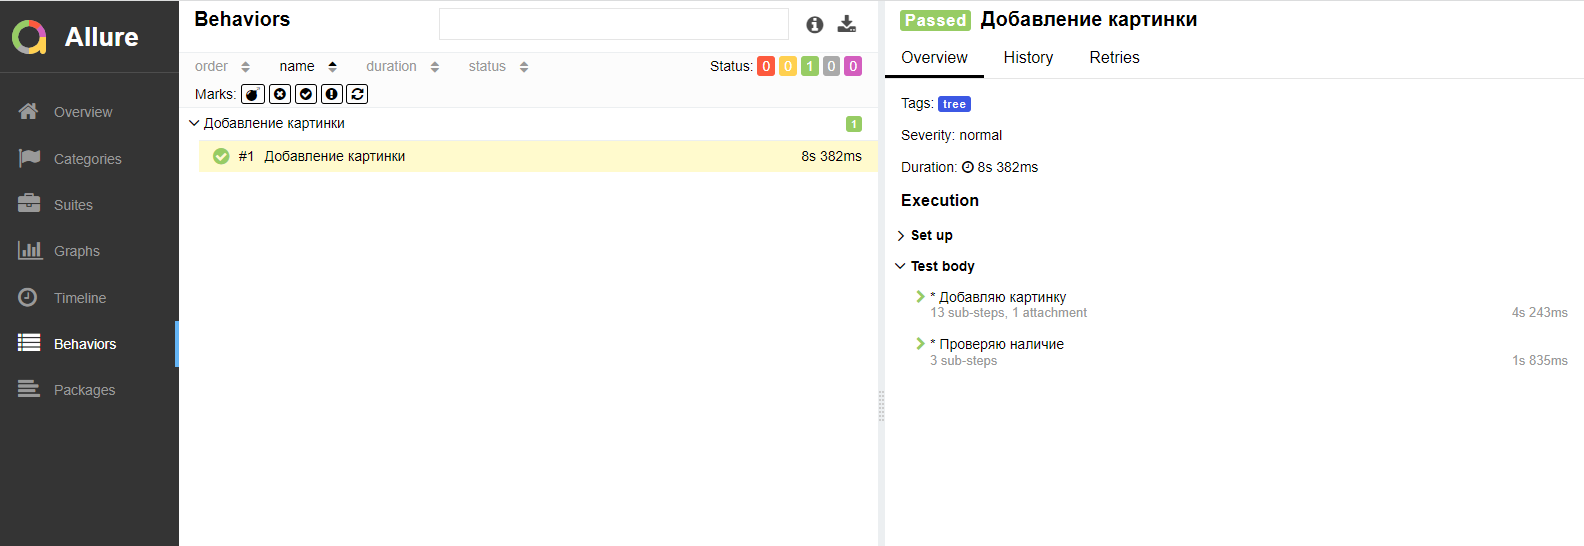 Allure
Overview
Categories
Suites
Graphs
Timeline
Behaviors
Packages
Behaviors
order name duration status Status: 0 0 1 0 0
Marks:
Добавление картинки 1
#1 Добавление картинки 8s 382ms
Passed Добавление картинки
Overview History Retries
Tags: tree
Severity: normal
Duration: 8s 382ms
Execution
Set up
Test body
* Добавляю картинку
13 sub-steps, 1 attachment 4s 243ms
* Проверяю наличие
3 sub-steps 1s 835ms